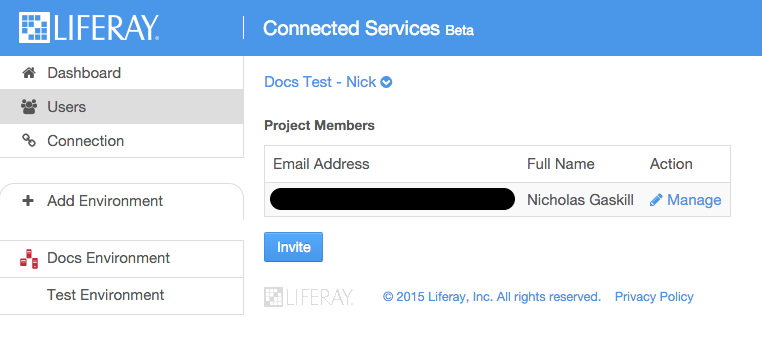 LIFERAY. Connected Services Beta
Dashboard
Users
Connection
Add Environment
Docs Environment
Test Environment
Docs Test - Nick
Project Members
Email Address Full Name Action
Nicholas Gaskill Manage
Invite
LIFERAY. © 2015 Liferay, Inc. All rights reserved. Privacy Policy